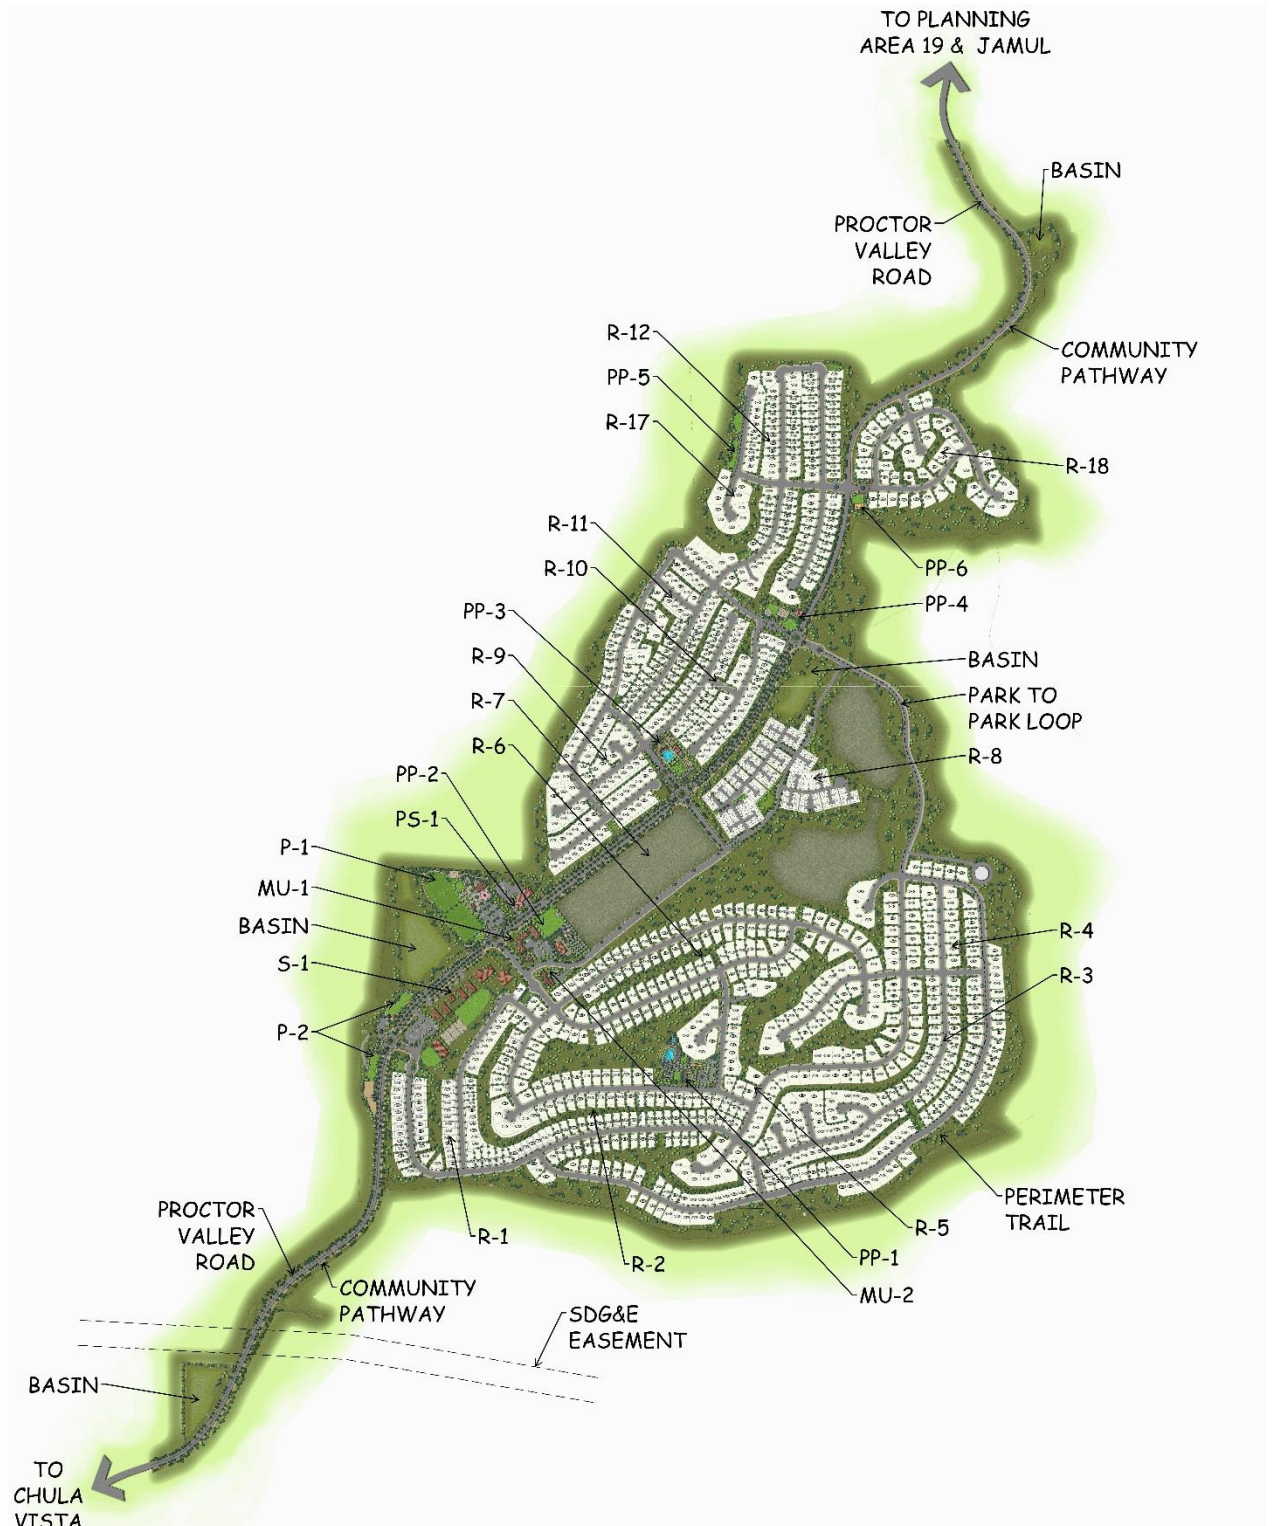 TO PLANNING
AREA 19 & JAMUL
BASIN
PROCTOR
VALLEY
ROAD
R-12
COMMUNITY
PATHWAY
PP-5
R-17
R-18
R-11
R-10
PP-6
PP-4
PP-3
R-9
BASIN
R-7
PARK TO
PARK LOOP
R-6
R-8
PP-2
PS-1
P-1
MU-1
BASIN
R-4
S-1
R-3
P-2
PERIMETER
TRAIL
PROCTOR
VALLEY
ROAD
R-1
R-5
R-2
PP-1
COMMUNITY
PATHWAY
MU-2
SDG&E
EASEMENT
BASIN
TO
CHULA
VISTA